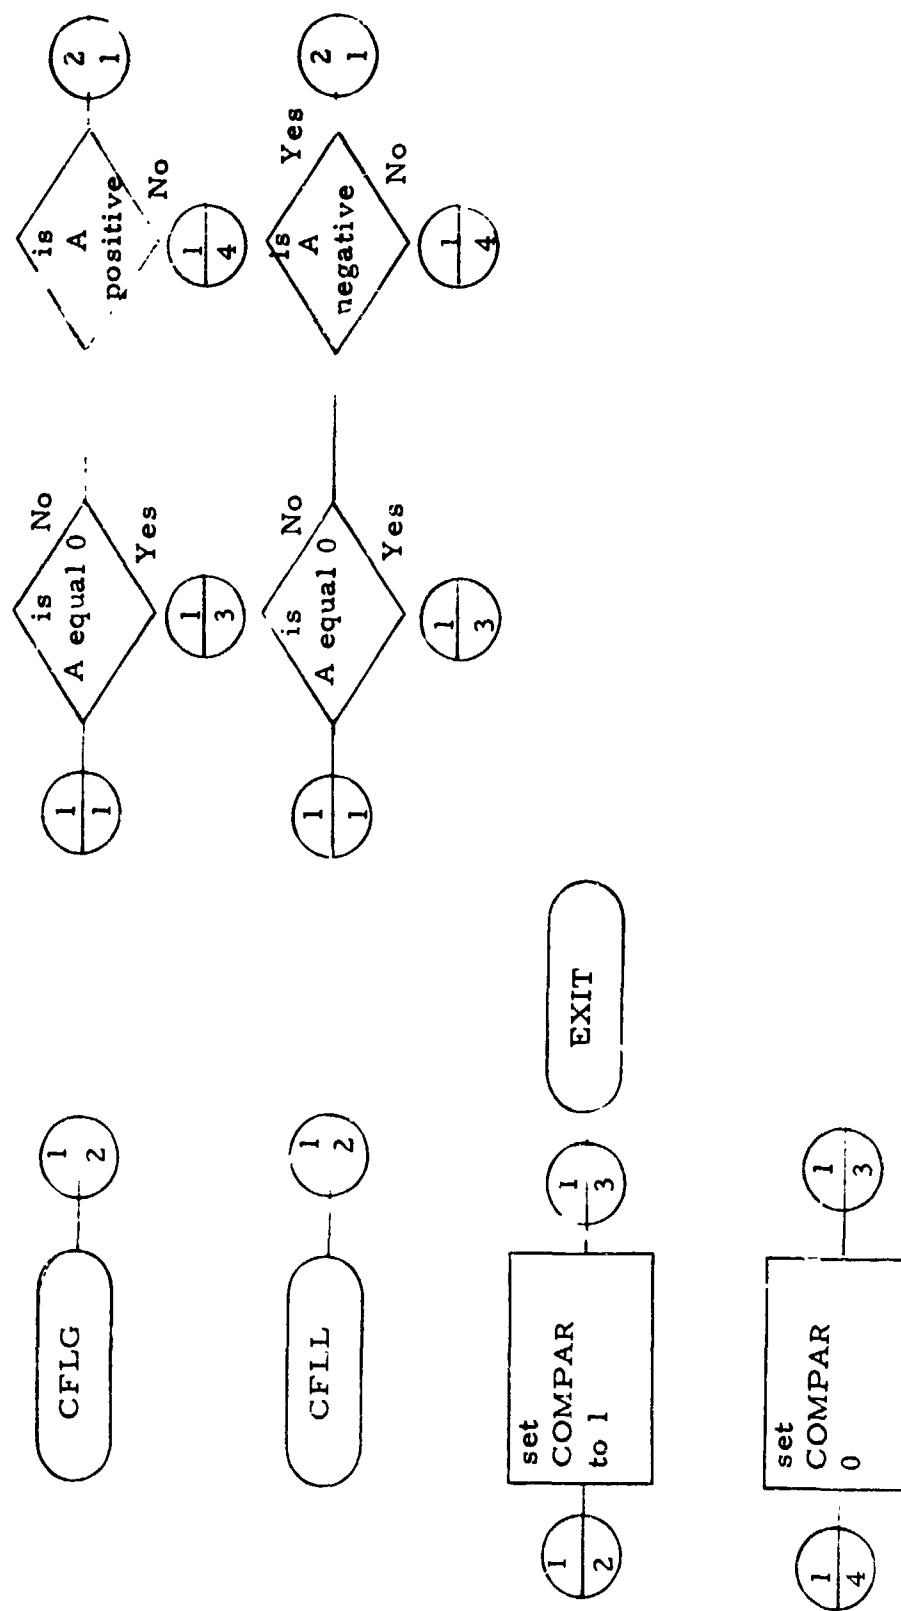 CFLG
1
2
1
1
is
A equal 0
No
Yes
1
3
is
A
positive
No
1
4
2
1
CFLL
1
2
1
1
is
A equal 0
No
Yes
1
3
is
A
negative
Yes
No
1
4
2
1
1
2
set
COMPAR
to 1
1
3
EXIT
1
4
set
COMPAR
0
1
3